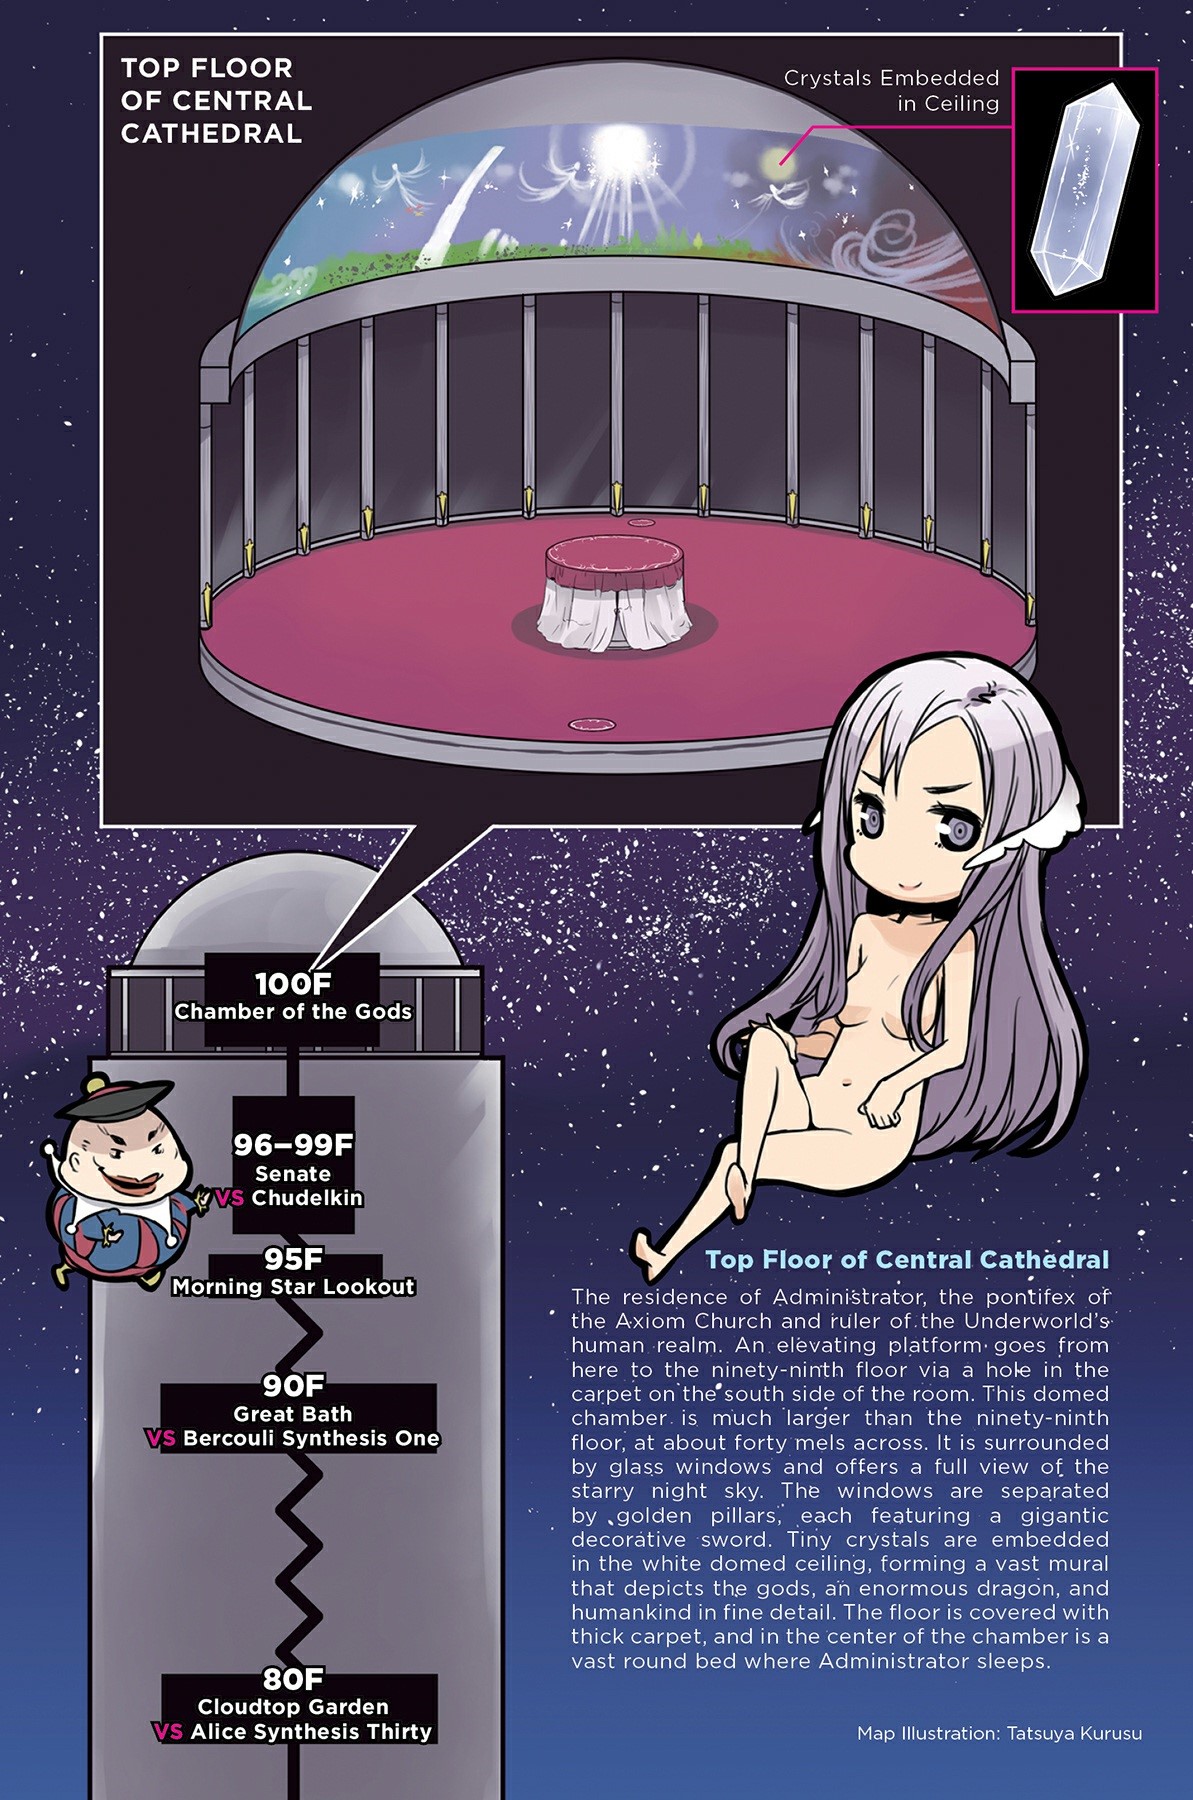 TOP FLOOR
OF CENTRAL
CATHEDRAL
Crystals Embedded
in Ceiling
100F
Chamber of the Gods
96–99F
Senate
VS Chudelkin
95F
Morning Star Lookout
90F
Great Bath
VS Bercouli Synthesis One
80F
Cloudtop Garden
VS Alice Synthesis Thirty
Top Floor of Central Cathedral
The residence of Administrator, the pontifex of
the Axiom Church and ruler of the Underworld's
human realm. An elevating platform goes from
here to the ninety-ninth floor via a hole in the
carpet on the south side of the room. This domed
chamber is much larger than the ninety-ninth
floor, at about forty mels across. It is surrounded
by glass windows and offers a full view of the
starry night sky. The windows are separated
by golden pillars, each featuring a gigantic
decorative sword. Tiny crystals are embedded
in the white domed ceiling, forming a vast mural
that depicts the gods, an enormous dragon, and
humankind in fine detail. The floor is covered with
thick carpet, and in the center of the chamber is a
vast round bed where Administrator sleeps.
Map Illustration: Tatsuya Kurusu